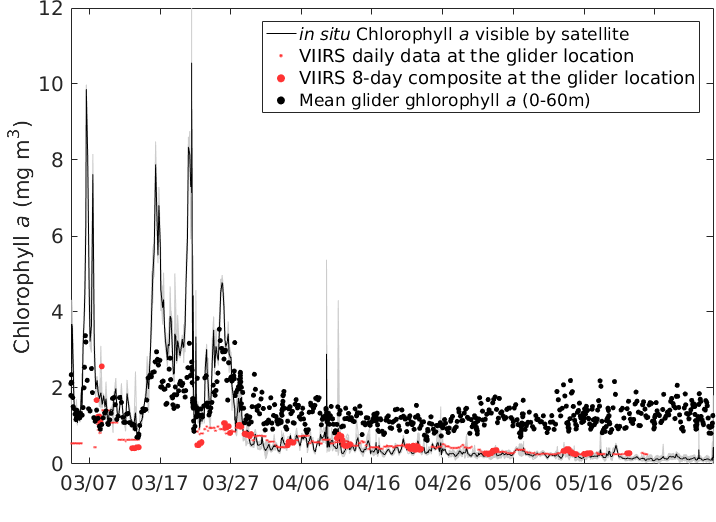 12
10
8
6
4
2
0
Chlorophyll a (mg m³)
in situ Chlorophyll a visible by satellite
VIIRS daily data at the glider location
VIIRS 8-day composite at the glider location
Mean glider ghlorophyll a (0-60m)
03/07 03/17 03/27 04/06 04/16 04/26 05/06 05/16 05/26